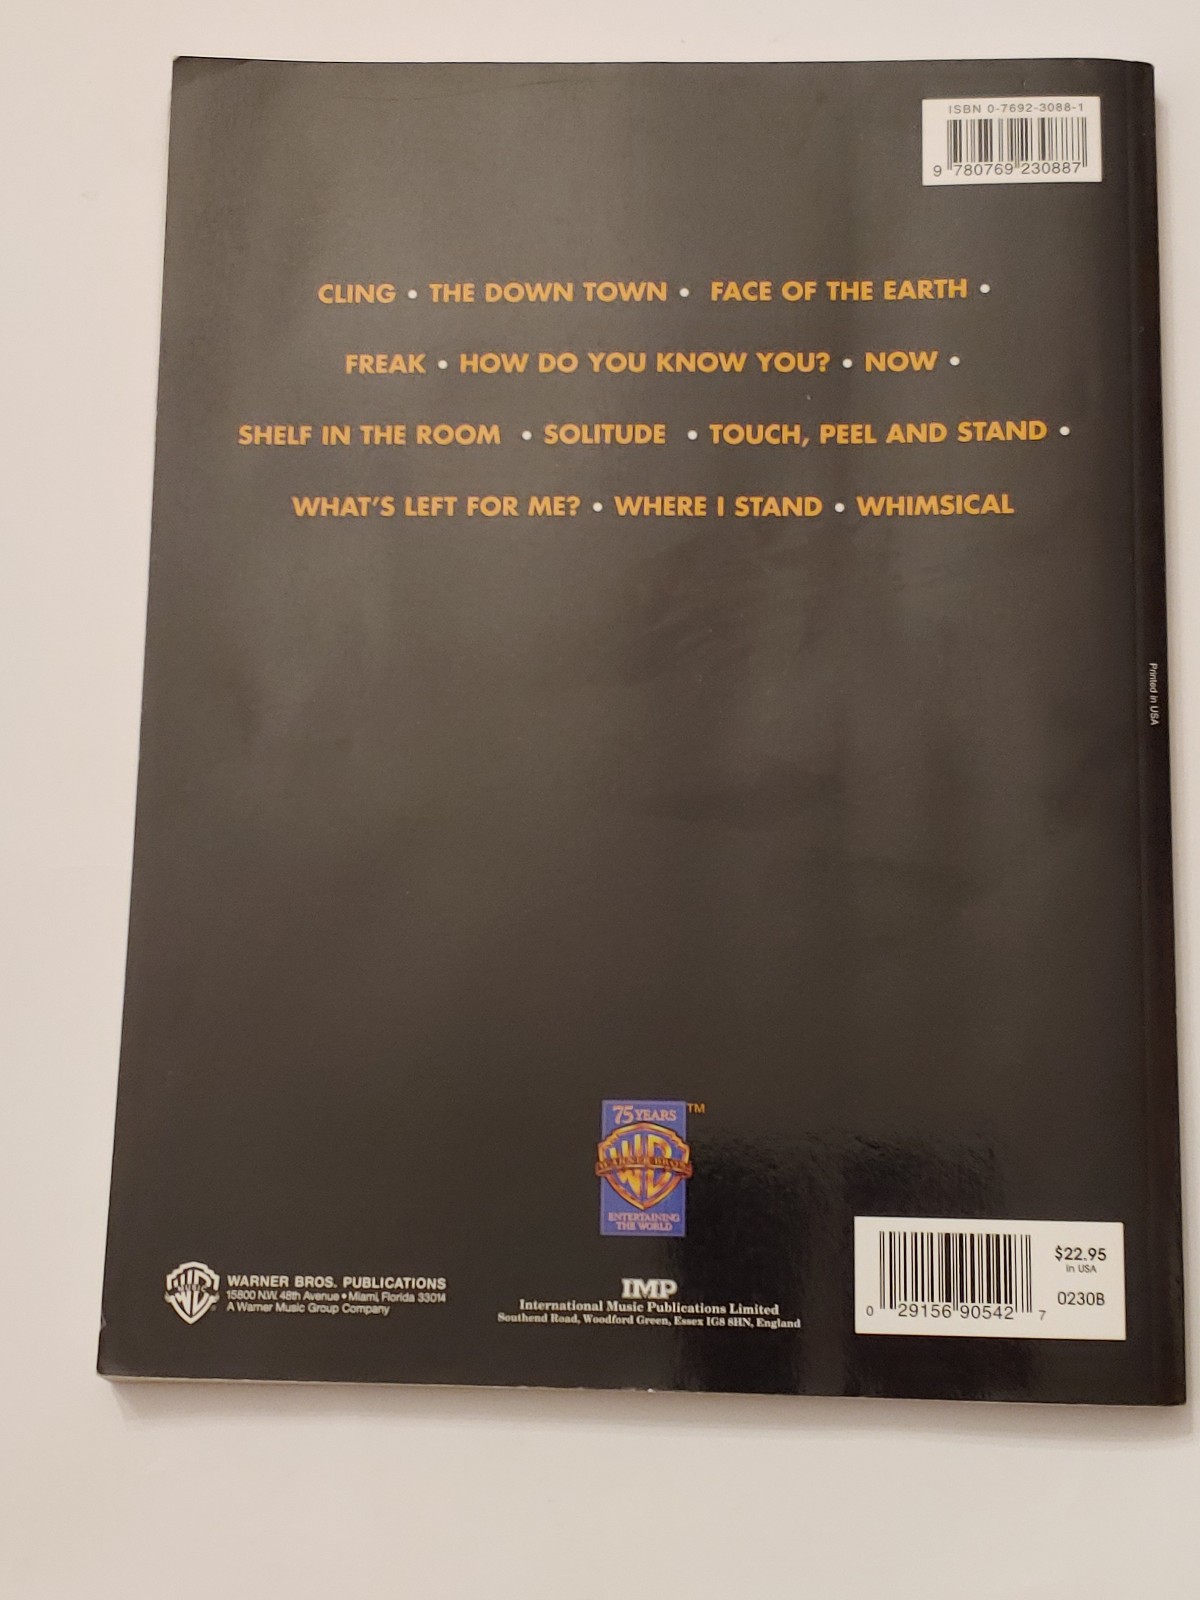 ISBN 0-7692-3088-1
9 780769 230887
CLING • THE DOWN TOWN • FACE OF THE EARTH •
FREAK • HOW DO YOU KNOW YOU? • NOW •
SHELF IN THE ROOM • SOLITUDE • TOUCH, PEEL AND STAND •
WHAT'S LEFT FOR ME? • WHERE I STAND • WHIMSICAL
Printed in USA
75 YEARS TM
WARNER BROS.
ENTERTAINING
THE WORLD
MUSIC
WARNER BROS. PUBLICATIONS
15800 N.W. 48th Avenue • Miami, Florida 33014
A Warner Music Group Company
IMP
International Music Publications Limited
Southend Road, Woodford Green, Essex IG8 8HN, England
$22.95
in USA
0230B
0 29156 90542 7